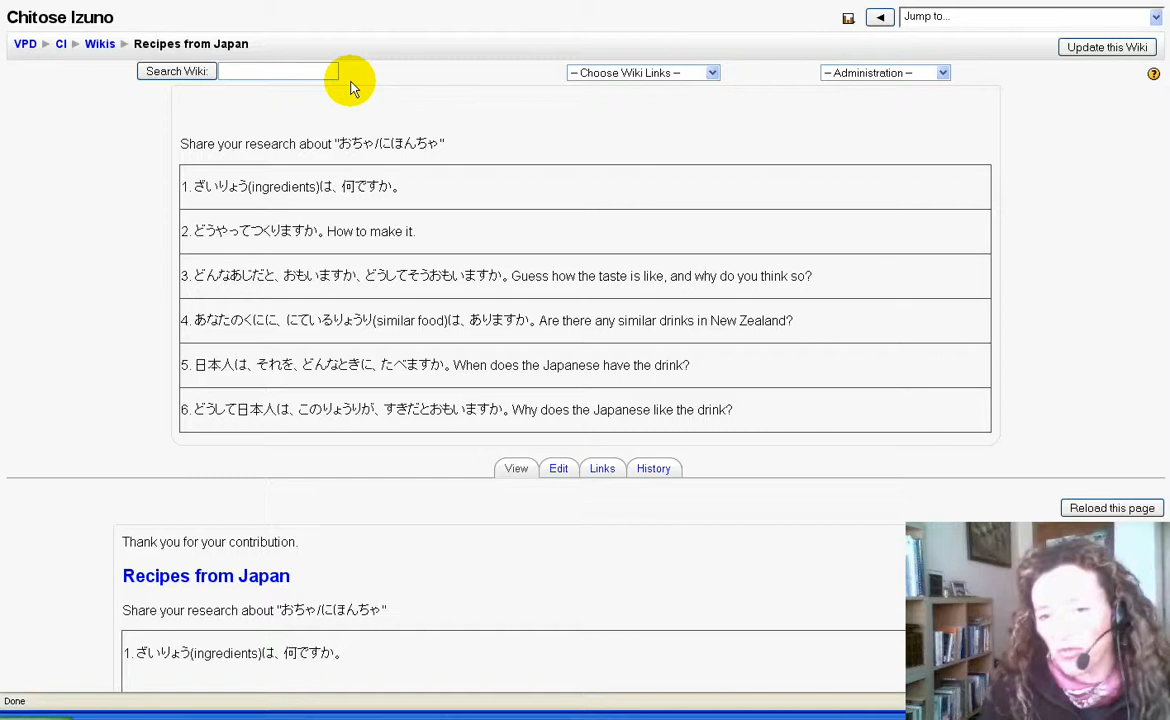 Chitose Izuno
Jump to...
VPD ► CI ► Wikis ► Recipes from Japan
Update this Wiki
Search Wiki:
– Choose Wiki Links –
– Administration –
Share your research about "おちゃ/にほんちゃ"
1.ざいりょう(ingredients)は、何ですか。
2.どうやってつくりますか。How to make it.
3.どんなあじだと、おもいますか、どうしてそうおもいますか。Guess how the taste is like, and why do you think so?
4.あなたのくにに、にているりょうり(similar food)は、ありますか。Are there any similar drinks in New Zealand?
5.日本人は、それを、どんなときに、たべますか。When does the Japanese have the drink?
6.どうして日本人は、このりょうりが、すきだとおもいますか。Why does the Japanese like the drink?
View
Edit
Links
History
Reload this page
Thank you for your contribution.
Recipes from Japan
Share your research about "おちゃ/にほんちゃ"
1.ざいりょう(ingredients)は、何ですか。
Done